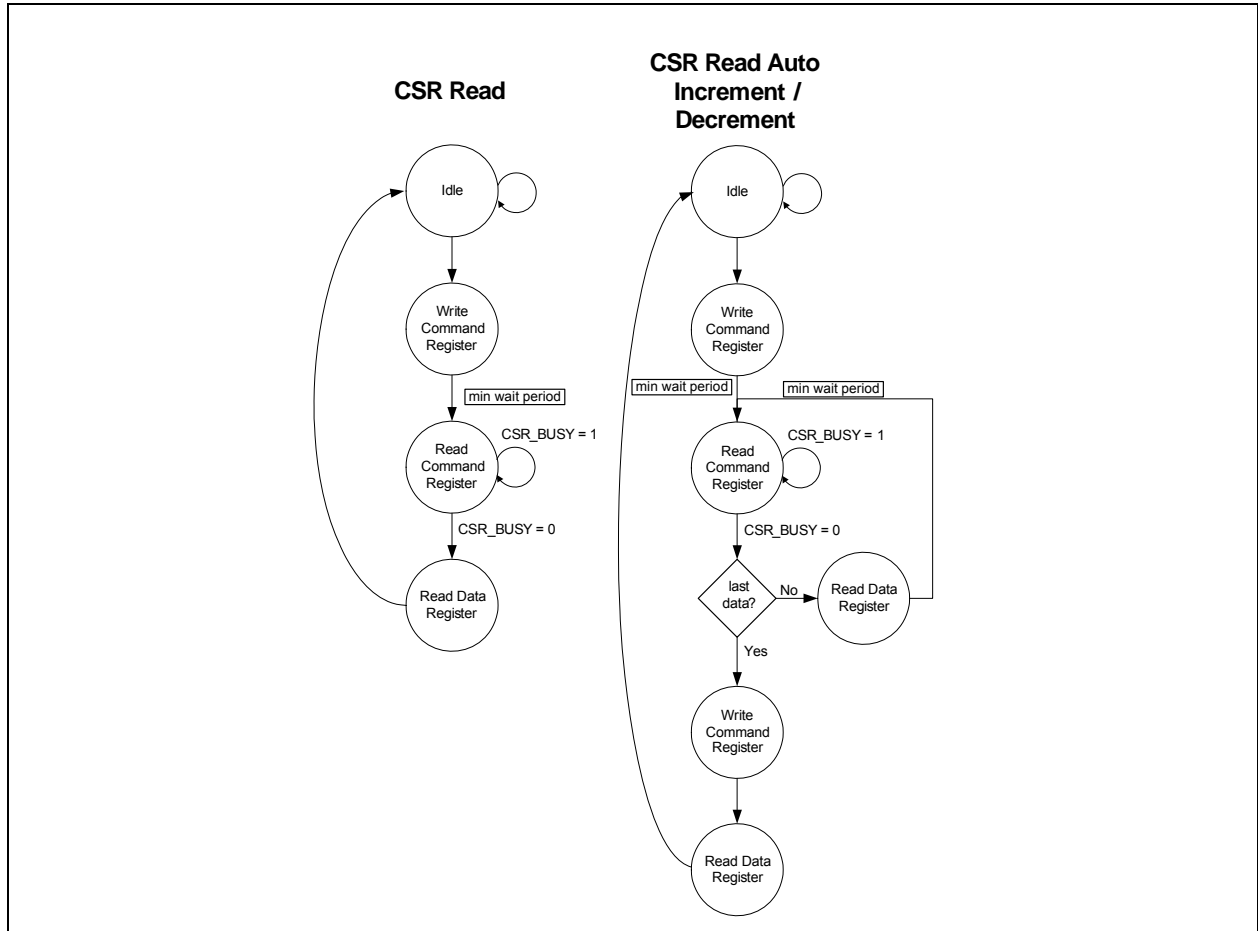 CSR Read
Idle
Write
Command
Register
min wait period
Read
Command
Register
CSR_BUSY = 1
CSR_BUSY = 0
Read Data
Register
CSR Read Auto
Increment /
Decrement
Idle
Write
Command
Register
min wait period
min wait period
Read
Command
Register
CSR_BUSY = 1
CSR_BUSY = 0
last
data?
No
Read Data
Register
Yes
Write
Command
Register
Read Data
Register